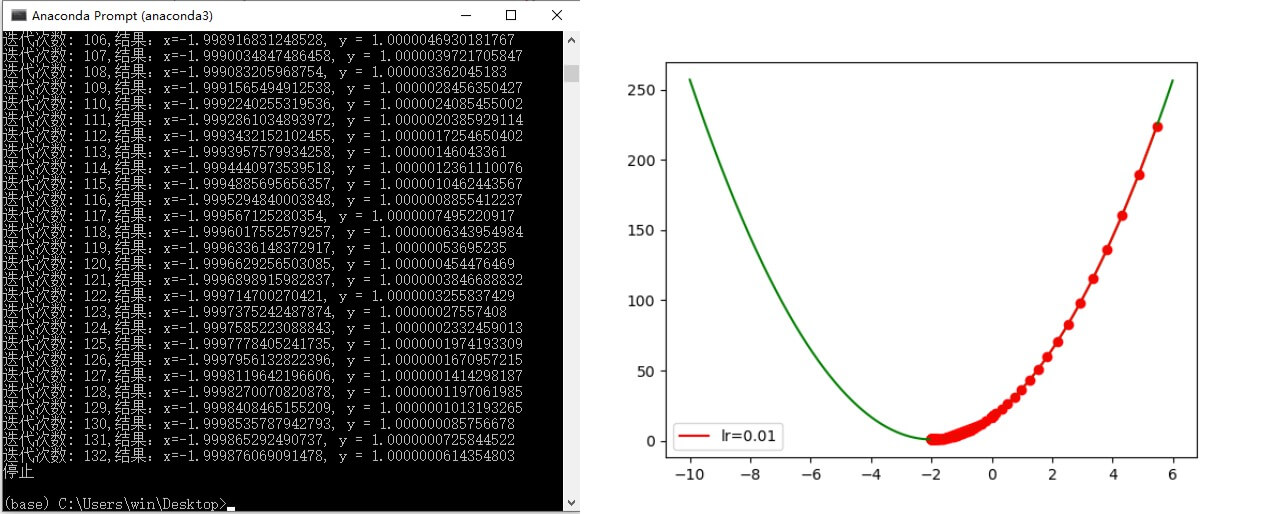 Anaconda Prompt (anaconda3)
迭代次数: 106,结果: x=-1.998916831248528, y = 1.0000046930181767
迭代次数: 107,结果: x=-1.9990034847486458, y = 1.0000039721705847
迭代次数: 108,结果: x=-1.999083205968754, y = 1.000003362045183
迭代次数: 109,结果: x=-1.9991565494912538, y = 1.0000028456350427
迭代次数: 110,结果: x=-1.9992240255319536, y = 1.0000024085455002
迭代次数: 111,结果: x=-1.9992861034893972, y = 1.0000020385929114
迭代次数: 112,结果: x=-1.9993432152102455, y = 1.0000017254650402
迭代次数: 113,结果: x=-1.9993957579934258, y = 1.00000146043361
迭代次数: 114,结果: x=-1.9994440973539518, y = 1.0000012361110076
迭代次数: 115,结果: x=-1.9994885695656357, y = 1.0000010462443567
迭代次数: 116,结果: x=-1.9995294840003848, y = 1.0000008855412237
迭代次数: 117,结果: x=-1.999567125280354, y = 1.0000007495220917
迭代次数: 118,结果: x=-1.9996017552579257, y = 1.0000006343954984
迭代次数: 119,结果: x=-1.9996336148372917, y = 1.00000053695235
迭代次数: 120,结果: x=-1.9996629256503085, y = 1.000000454476469
迭代次数: 121,结果: x=-1.9996898915982837, y = 1.0000003846688832
迭代次数: 122,结果: x=-1.999714700270421, y = 1.0000003255837429
迭代次数: 123,结果: x=-1.9997375242487874, y = 1.00000027557408
迭代次数: 124,结果: x=-1.9997585223088843, y = 1.0000002332459013
迭代次数: 125,结果: x=-1.9997778405241735, y = 1.0000001974193309
迭代次数: 126,结果: x=-1.9997956132822396, y = 1.0000001670957215
迭代次数: 127,结果: x=-1.9998119642196606, y = 1.0000001414298187
迭代次数: 128,结果: x=-1.9998270070820878, y = 1.0000001197061985
迭代次数: 129,结果: x=-1.9998408465155209, y = 1.0000001013193265
迭代次数: 130,结果: x=-1.9998535787942793, y = 1.000000085756678
迭代次数: 131,结果: x=-1.999865292490737, y = 1.0000000725844522
迭代次数: 132,结果: x=-1.999876069091478, y = 1.0000000614354803
停止
(base) C:\Users\win\Desktop>
250
200
150
100
50
0
lr=0.01
−10 −8 −6 −4 −2 0 2 4 6